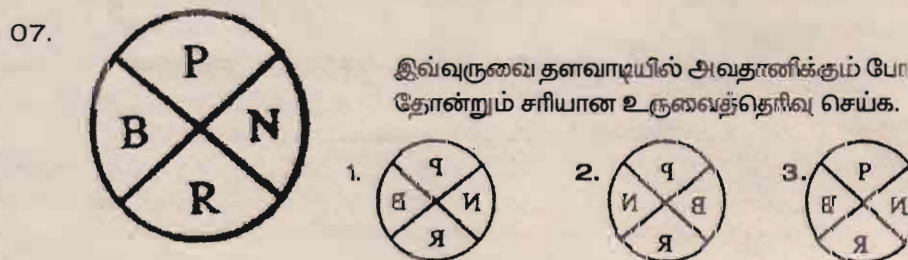 07.
P
B N
R
இவ்வுருவை தளவாடியில் அவதானிக்கும் போ
தோன்றும் சரியான உருவைத்தெரிவு செய்க.
1. 2. 3. P